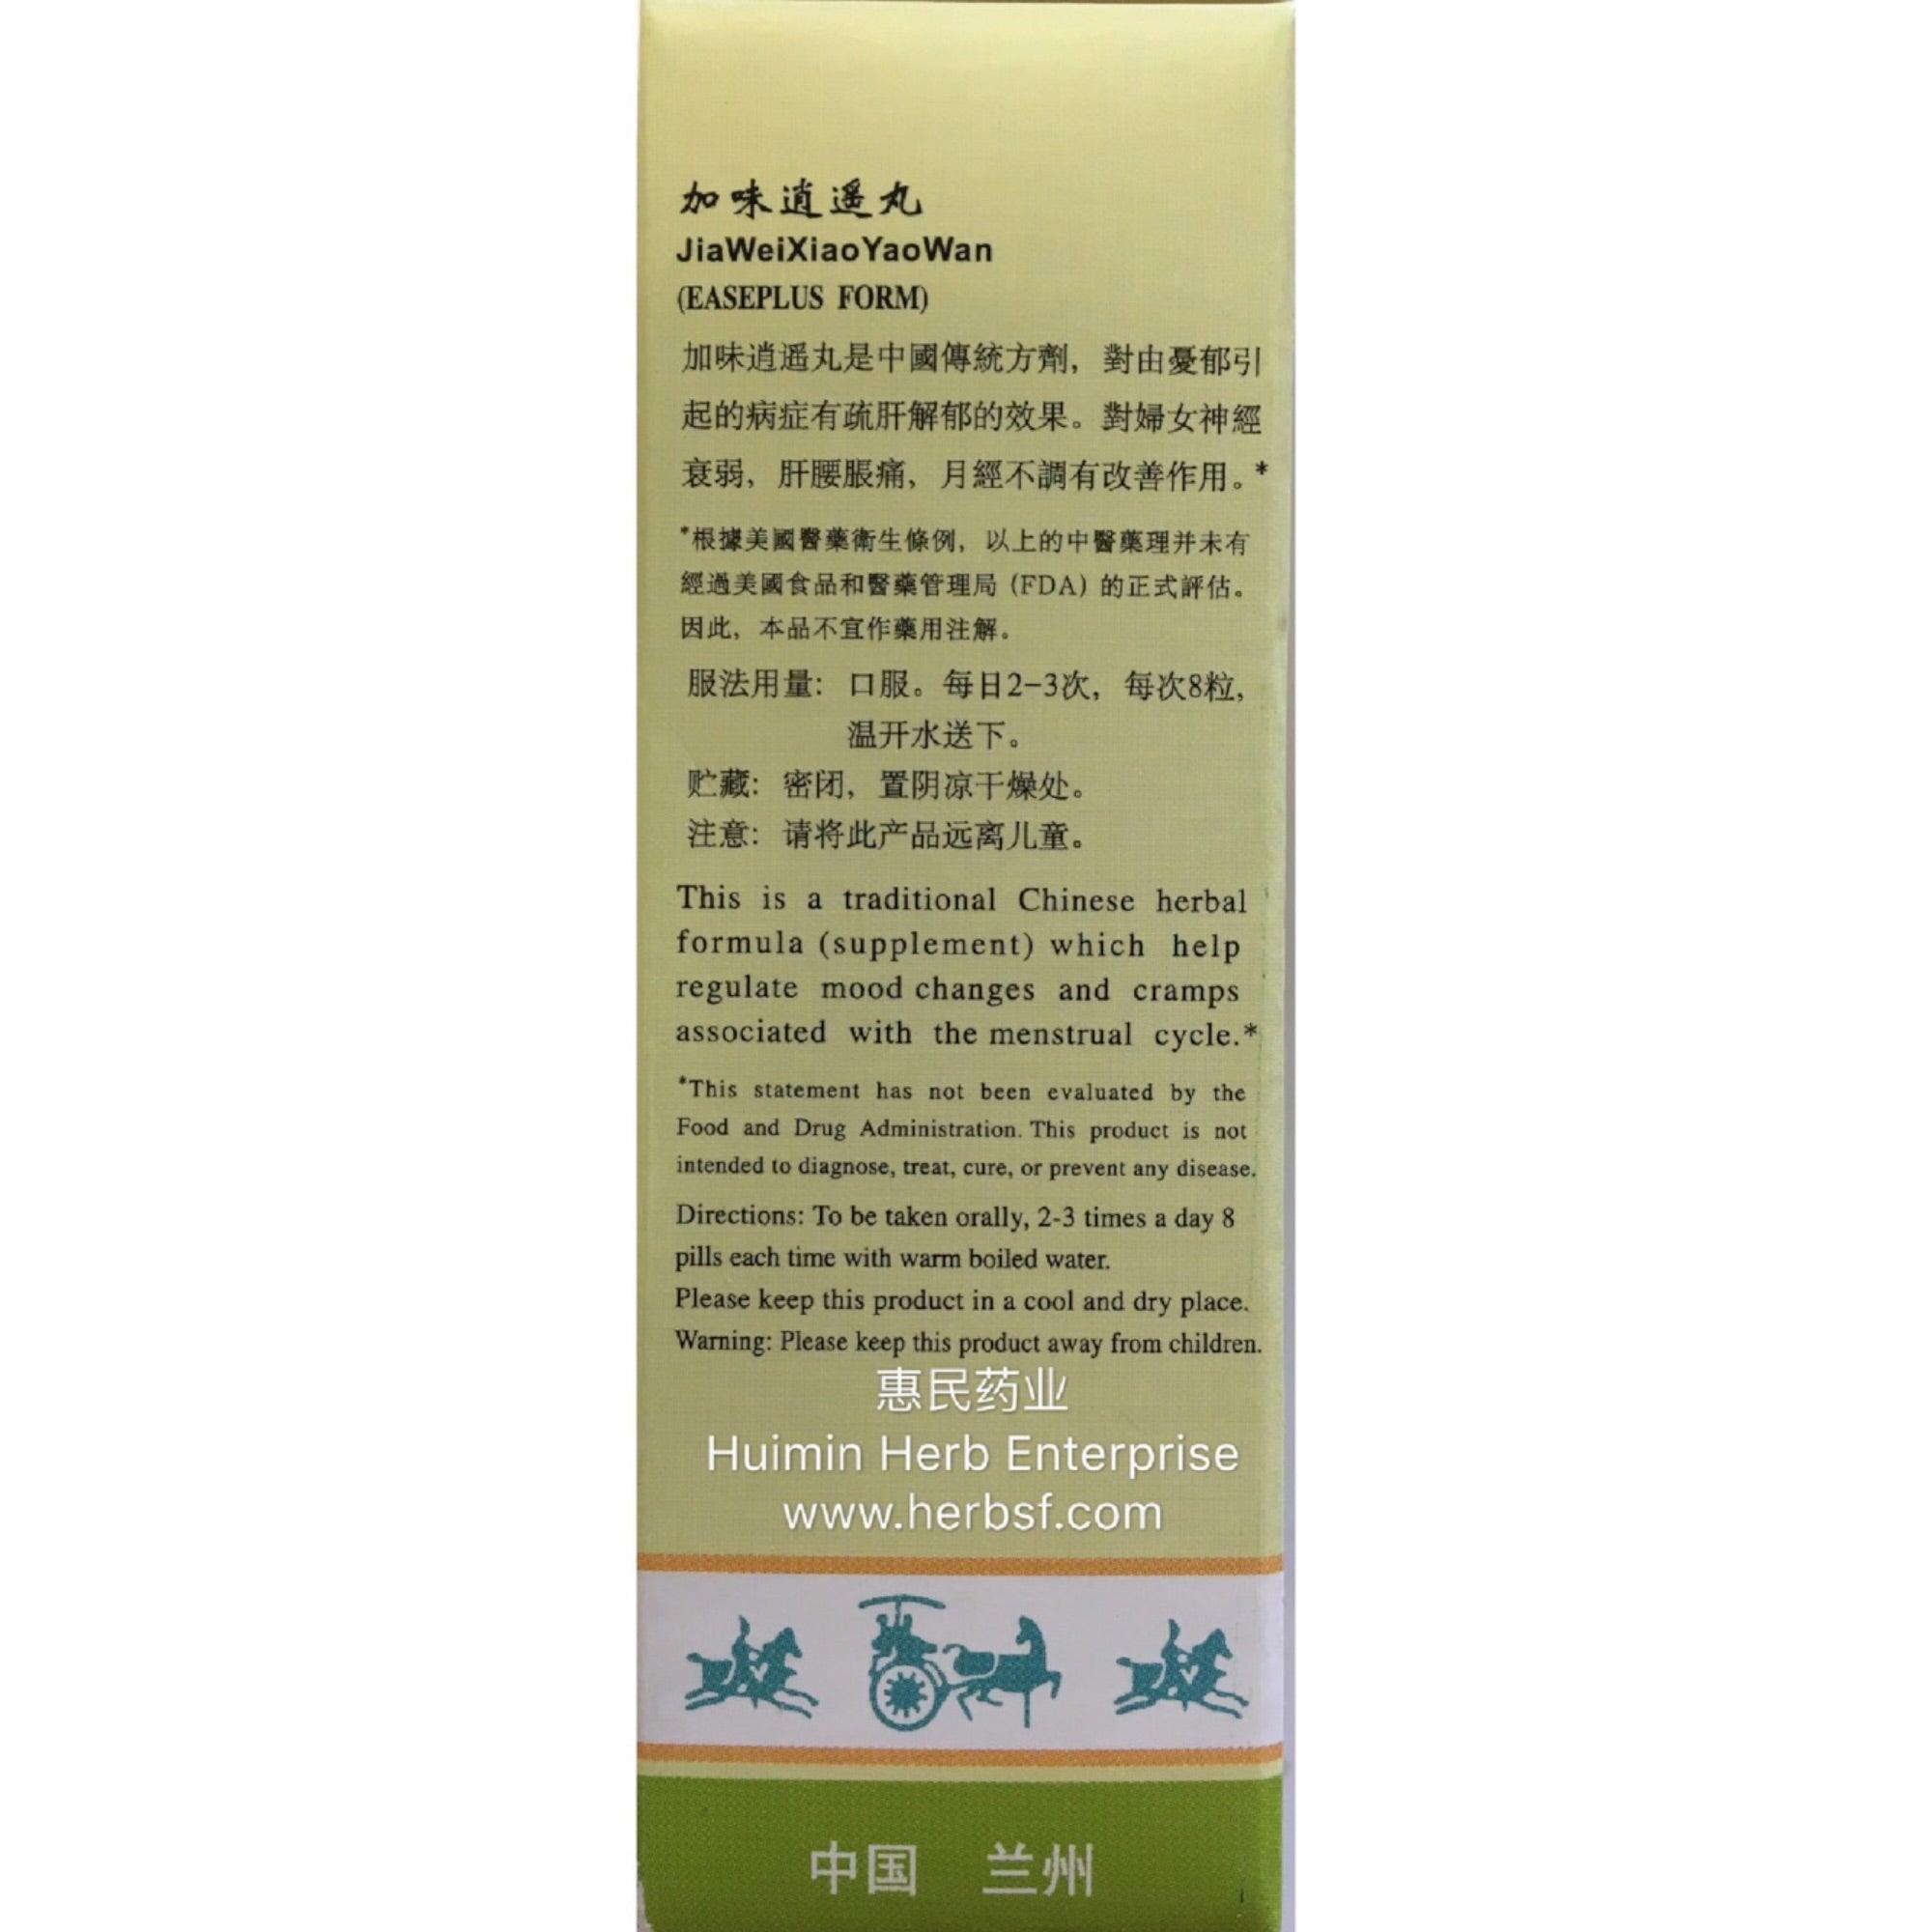 加味逍遥丸
JiaWeiXiaoYaoWan
(EASEPLUS FORM)
加味逍遥丸是中國傳統方劑，對由憂郁引
起的病症有疏肝解郁的效果。對婦女神經
衰弱，肝腰脹痛，月經不調有改善作用。*
*根據美國醫藥衛生條例，以上的中醫藥理并未有
經過美國食品和醫藥管理局 (FDA) 的正式評估。
因此，本品不宜作藥用注解。
服法用量：口服。每日2-3次，每次8粒，
温开水送下。
贮藏：密闭，置阴凉干燥处。
注意：请将此产品远离儿童。
This is a traditional Chinese herbal
formula (supplement) which help
regulate mood changes and cramps
associated with the menstrual cycle.*
*This statement has not been evaluated by the
Food and Drug Administration. This product is not
intended to diagnose, treat, cure, or prevent any disease.
Directions: To be taken orally, 2-3 times a day 8
pills each time with warm boiled water.
Please keep this product in a cool and dry place.
Warning: Please keep this product away from children.
惠民药业
Huimin Herb Enterprise
www.herbsf.com
中国 兰州